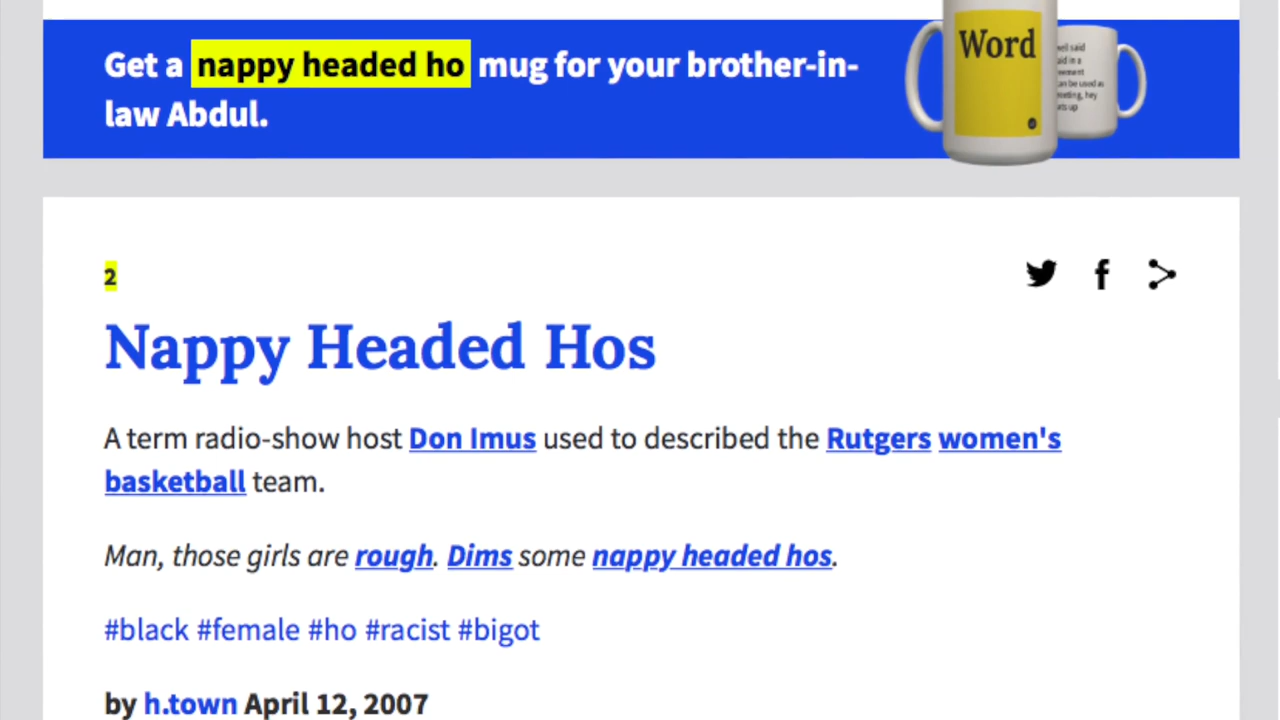 Get a nappy headed ho mug for your brother-in-
law Abdul.
Word
2
Nappy Headed Hos
A term radio-show host Don Imus used to described the Rutgers women's
basketball team.
Man, those girls are rough. Dims some nappy headed hos.
#black #female #ho #racist #bigot
by h.town April 12, 2007